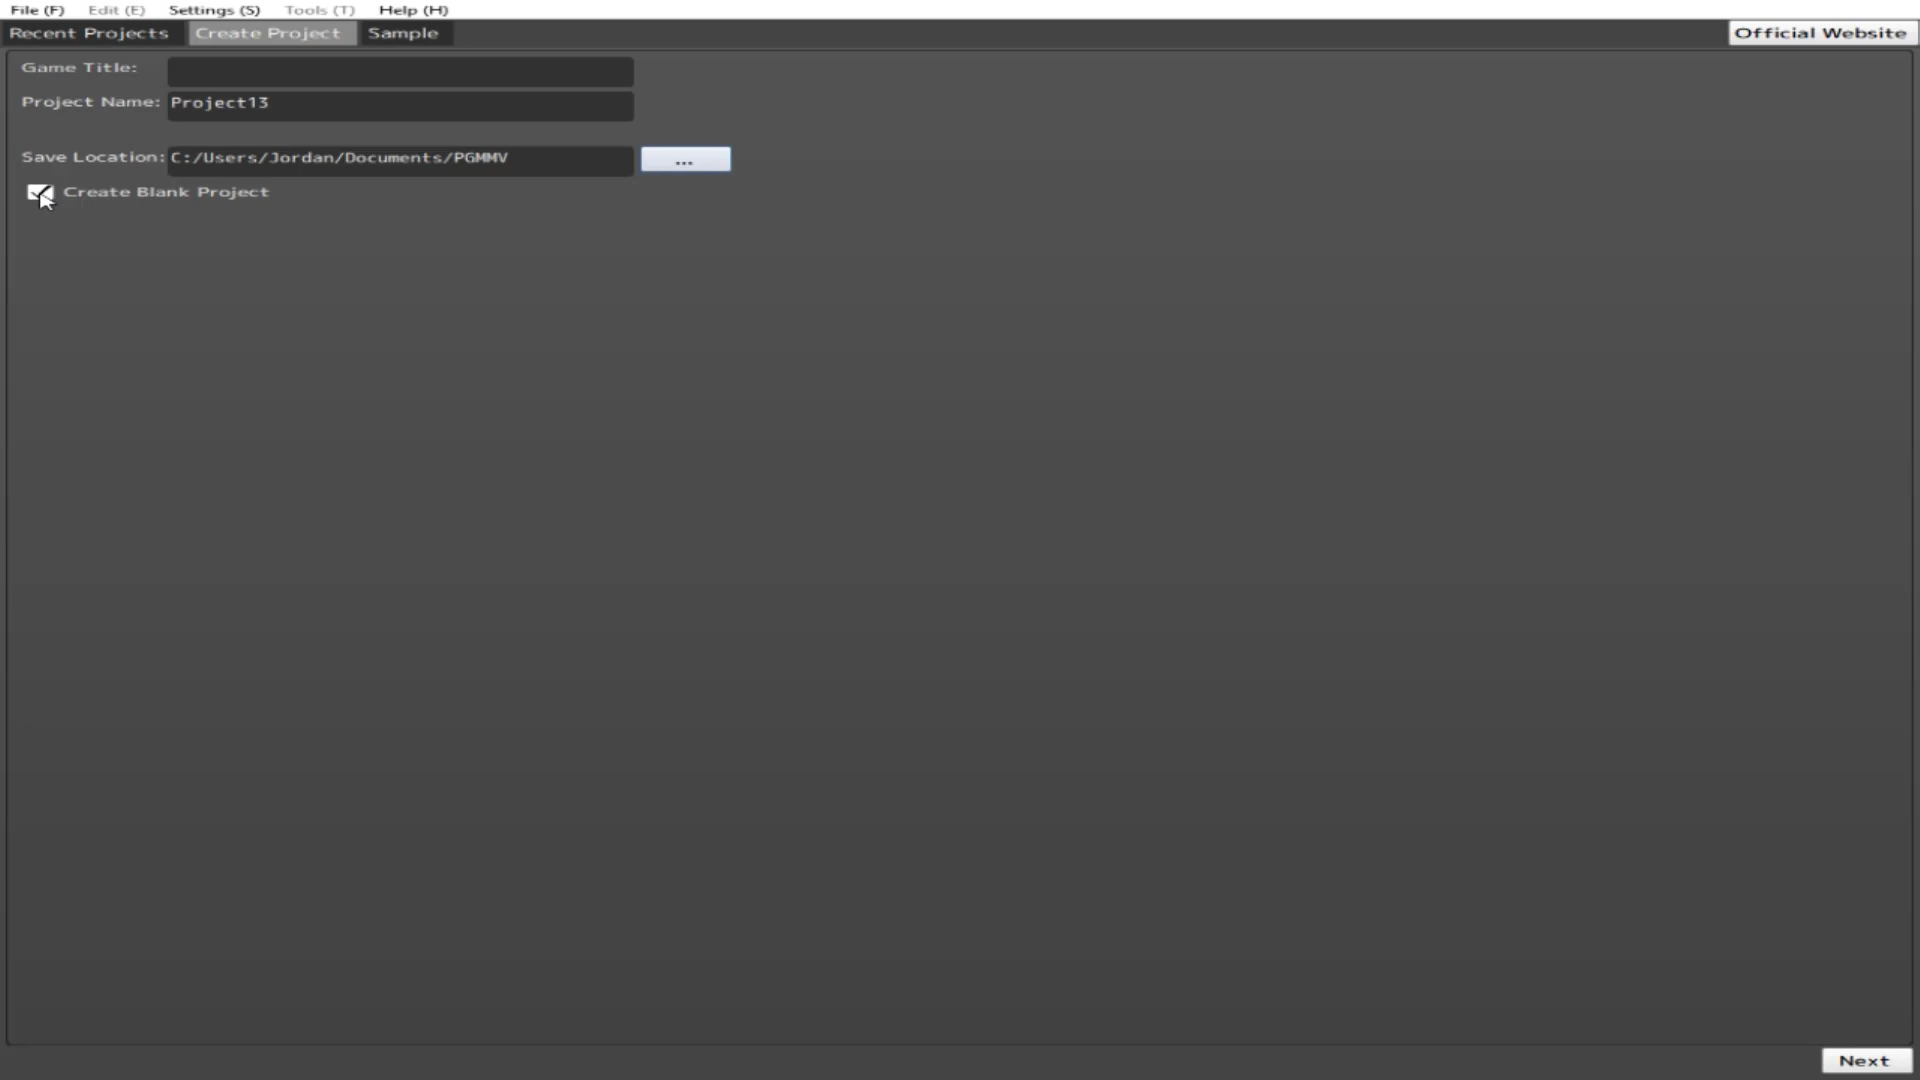 File (F) Edit (E) Settings (S) Tools (T) Help (H)
Recent Projects Create Project Sample Official Website
Game Title:
Project Name: Project13
Save Location: C:/Users/Jordan/Documents/PGMMV ...
Create Blank Project
Next